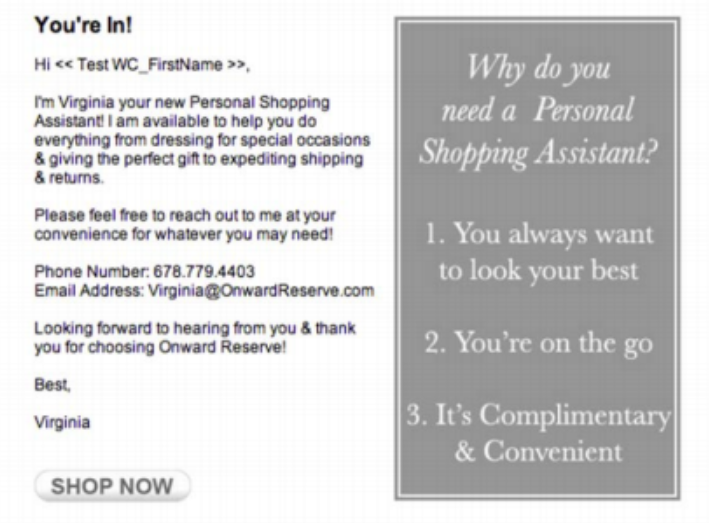 You're In!
Hi << Test WC_FirstName >>,
I'm Virginia your new Personal Shopping
Assistant! I am available to help you do
everything from dressing for special occasions
& giving the perfect gift to expediting shipping
& returns.
Please feel free to reach out to me at your
convenience for whatever you may need!
Phone Number: 678.779.4403
Email Address: Virginia@OnwardReserve.com
Looking forward to hearing from you & thank
you for choosing Onward Reserve!
Best,
Virginia
SHOP NOW
Why do you
need a Personal
Shopping Assistant?
1. You always want
to look your best
2. You're on the go
3. It's Complimentary
& Convenient